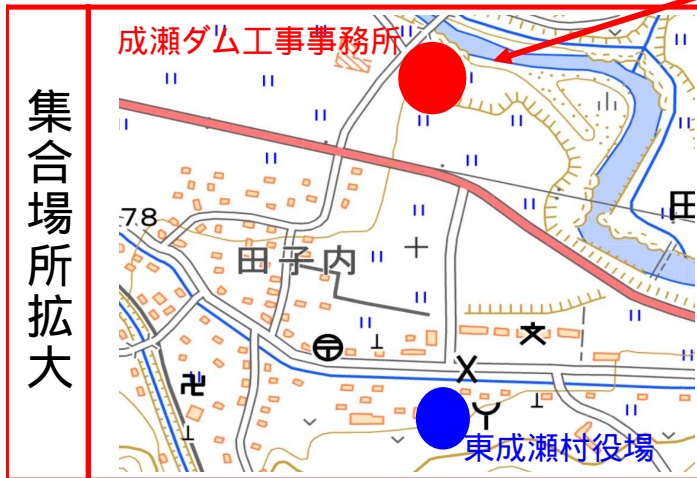 集合場所拡大
成瀬ダム工事事務所
78
田
田子内
東成瀬村役場